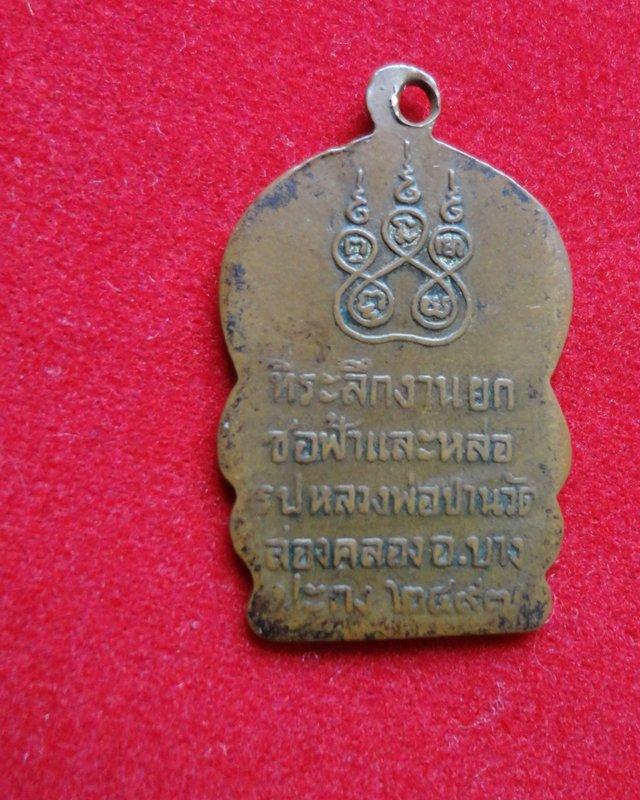 ที่ระลึกงานยก
ช่อฟ้าและหล่อ
รูปหลวงพ่อปานวัด
ล่องคลอง อ.บาง
ปะกง ๒๔๙๗